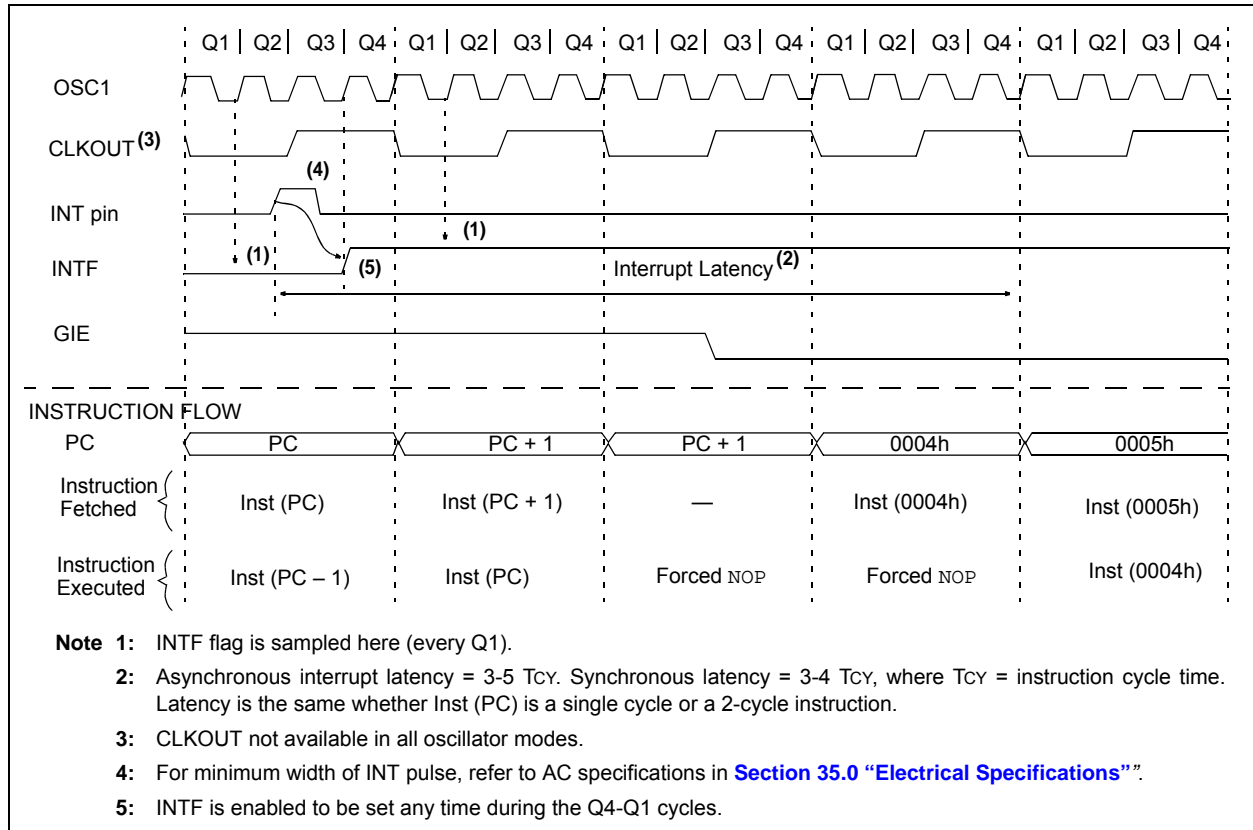 Q1 Q2 Q3 Q4 Q1 Q2 Q3 Q4 Q1 Q2 Q3 Q4 Q1 Q2 Q3 Q4 Q1 Q2 Q3 Q4
OSC1
CLKOUT (3)
(4)
INT pin
(1)
(1)
INTF
(5)
Interrupt Latency (2)
GIE
INSTRUCTION FLOW
PC PC PC + 1 PC + 1 0004h 0005h
Instruction
Fetched
Inst (PC) Inst (PC + 1) — Inst (0004h) Inst (0005h)
Instruction
Executed
Inst (PC – 1) Inst (PC) Forced NOP Forced NOP Inst (0004h)
Note 1: INTF flag is sampled here (every Q1).
2: Asynchronous interrupt latency = 3-5 TCY. Synchronous latency = 3-4 TCY, where TCY = instruction cycle time.
Latency is the same whether Inst (PC) is a single cycle or a 2-cycle instruction.
3: CLKOUT not available in all oscillator modes.
4: For minimum width of INT pulse, refer to AC specifications in Section 35.0 “Electrical Specifications””.
5: INTF is enabled to be set any time during the Q4-Q1 cycles.